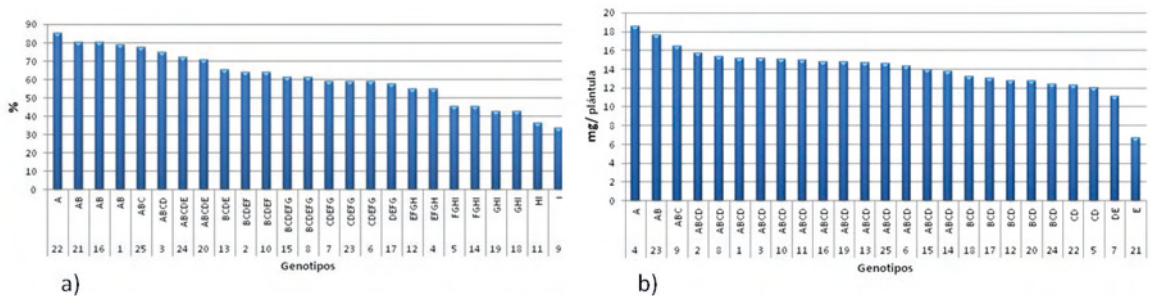 90
80
70
60
50
40
30
20
10
0
%
A AB AB AB ABC ABCD ABCDE ABCDE BCDE BCDEF BCDEF BCDEFG BCDEFG CDEFG CDEFG CDEFG DEFG EFGH EFGH FGHI FGHI GHI GHI HI I
22 21 16 1 25 3 24 20 13 2 10 15 8 7 23 6 17 12 4 5 14 19 18 11 9
Genotipos
a)
20
18
16
14
12
10
8
6
4
2
0
mg/ plántula
A AB ABC ABCD ABCD ABCD ABCD ABCD ABCD ABCD ABCD ABCD ABCD ABCD ABCD ABCD BCD BCD BCD BCD BCD CD CD DE E
4 23 9 2 8 1 3 10 11 16 19 13 25 6 15 14 18 17 12 20 24 22 5 7 21
Genotipos
b)